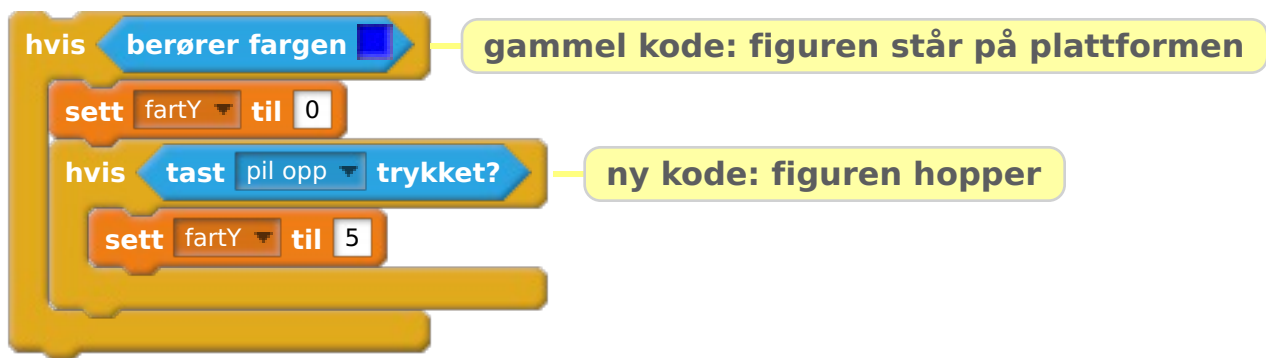 hvis berører fargen gammel kode: figuren står på plattformen
sett fartY til 0
hvis tast pil opp trykket? ny kode: figuren hopper
sett fartY til 5